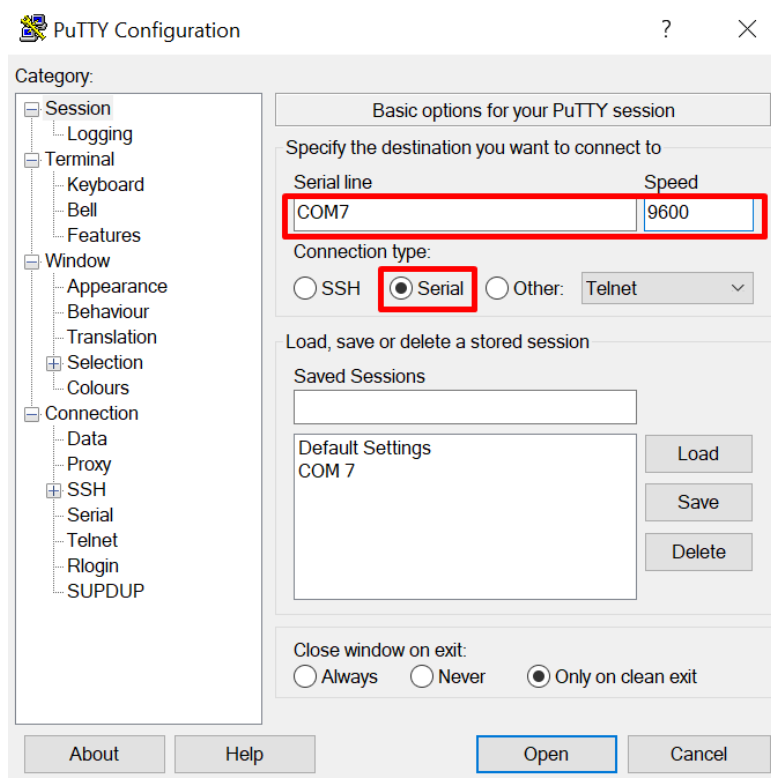 PuTTY Configuration
?
Category:
Session
Logging
Terminal
Keyboard
Bell
Features
Window
Appearance
Behaviour
Translation
Selection
Colours
Connection
Data
Proxy
SSH
Serial
Telnet
Rlogin
SUPDUP
Basic options for your PuTTY session
Specify the destination you want to connect to
Serial line Speed
COM7 9600
Connection type:
SSH Serial Other: Telnet
Load, save or delete a stored session
Saved Sessions
Default Settings
COM 7
Load
Save
Delete
Close window on exit:
Always Never Only on clean exit
About Help Open Cancel